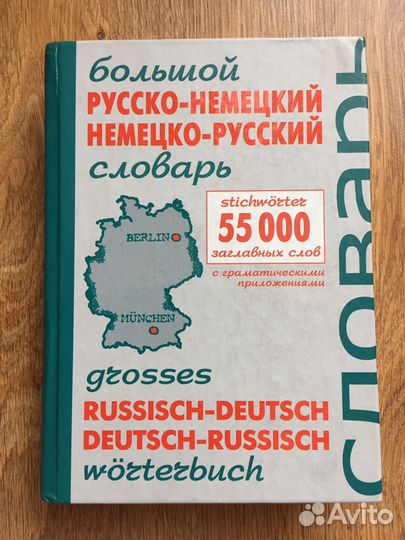 большой
РУССКО-НЕМЕЦКИЙ
НЕМЕЦКО-РУССКИЙ
словарь
stichwörter
55 000
заглавных слов
с граматическими
приложениями
BERLIN
MÜNCHEN
grosses
RUSSISCH-DEUTSCH
DEUTSCH-RUSSISCH
wörterbuch
словарь
Avito